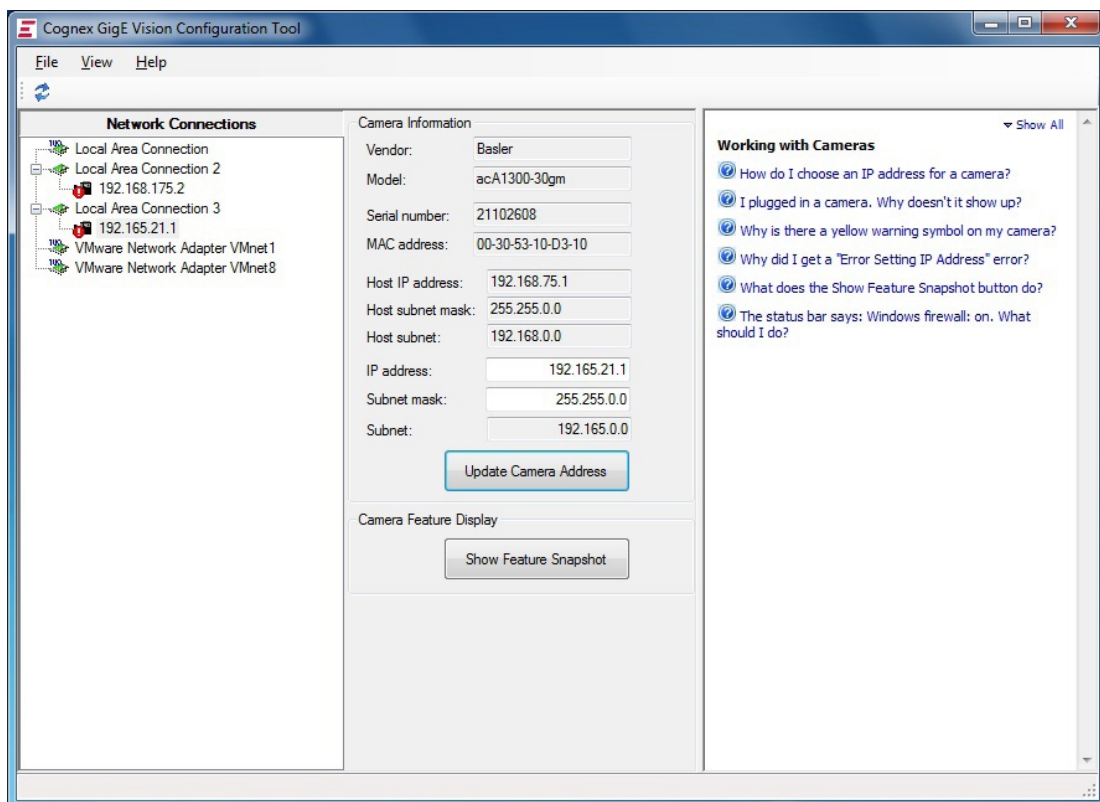 Cognex GigE Vision Configuration Tool
File View Help
Network Connections
Local Area Connection
Local Area Connection 2
192.168.175.2
Local Area Connection 3
192.165.21.1
VMware Network Adapter VMnet1
VMware Network Adapter VMnet8
Camera Information
Vendor: Basler
Model: acA1300-30gm
Serial number: 21102608
MAC address: 00-30-53-10-D3-10
Host IP address: 192.168.75.1
Host subnet mask: 255.255.0.0
Host subnet: 192.168.0.0
IP address: 192.165.21.1
Subnet mask: 255.255.0.0
Subnet: 192.165.0.0
Update Camera Address
Camera Feature Display
Show Feature Snapshot
Show All
Working with Cameras
How do I choose an IP address for a camera?
I plugged in a camera. Why doesn't it show up?
Why is there a yellow warning symbol on my camera?
Why did I get a "Error Setting IP Address" error?
What does the Show Feature Snapshot button do?
The status bar says: Windows firewall: on. What
should I do?